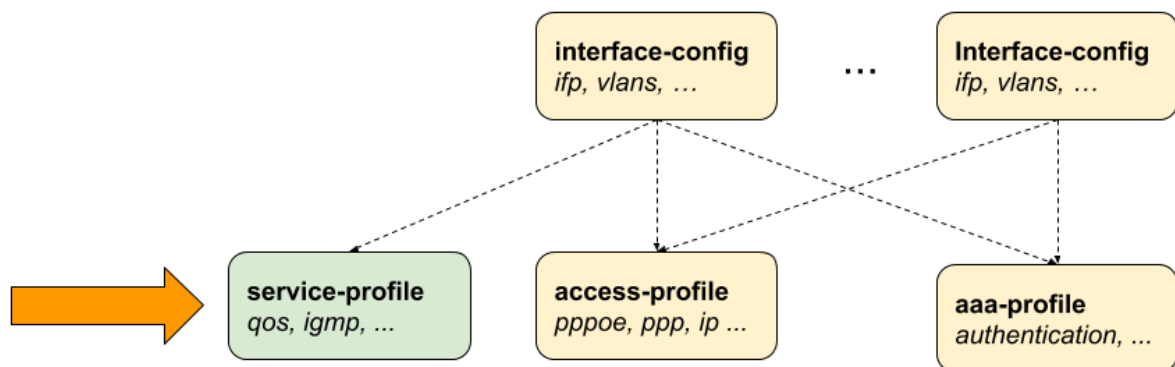 interface-config
ifp, vlans, …
...
Interface-config
ifp, vlans, …
service-profile
qos, igmp, ...
access-profile
pppoe, ppp, ip ...
aaa-profile
authentication, ...